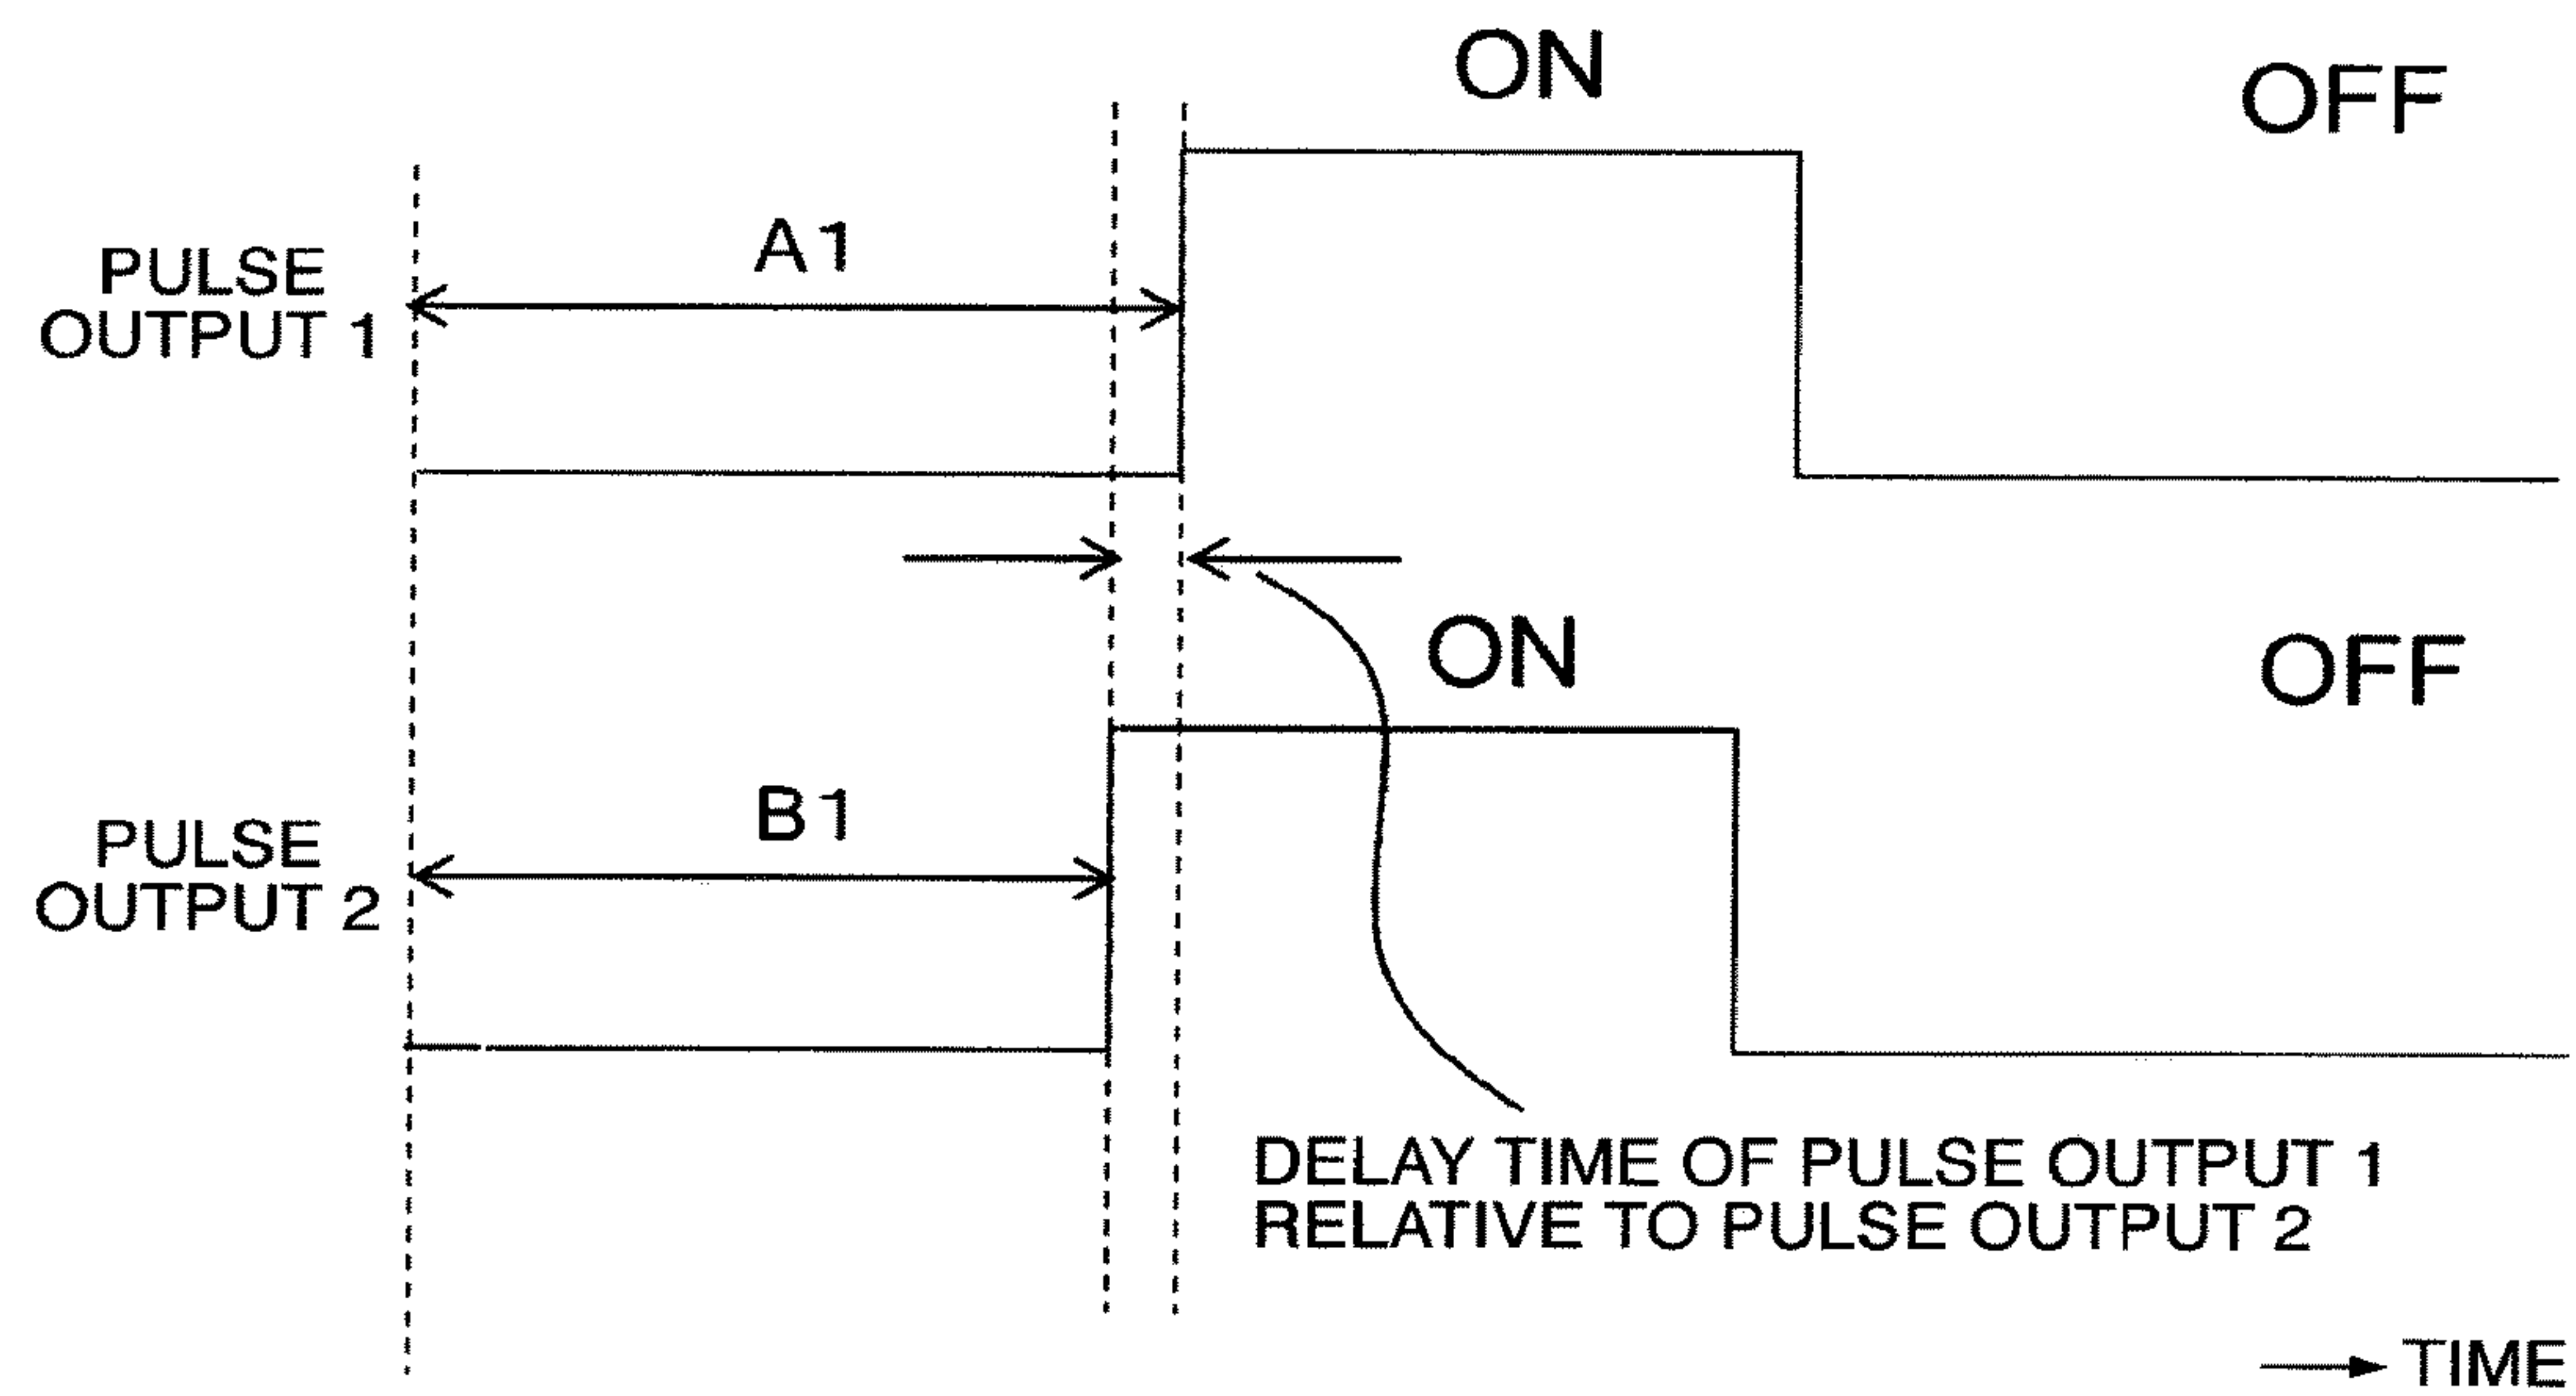 ON
OFF
A1
PULSE
OUTPUT 1
ON
OFF
B1
PULSE
OUTPUT 2
DELAY TIME OF PULSE OUTPUT 1
RELATIVE TO PULSE OUTPUT 2
TIME